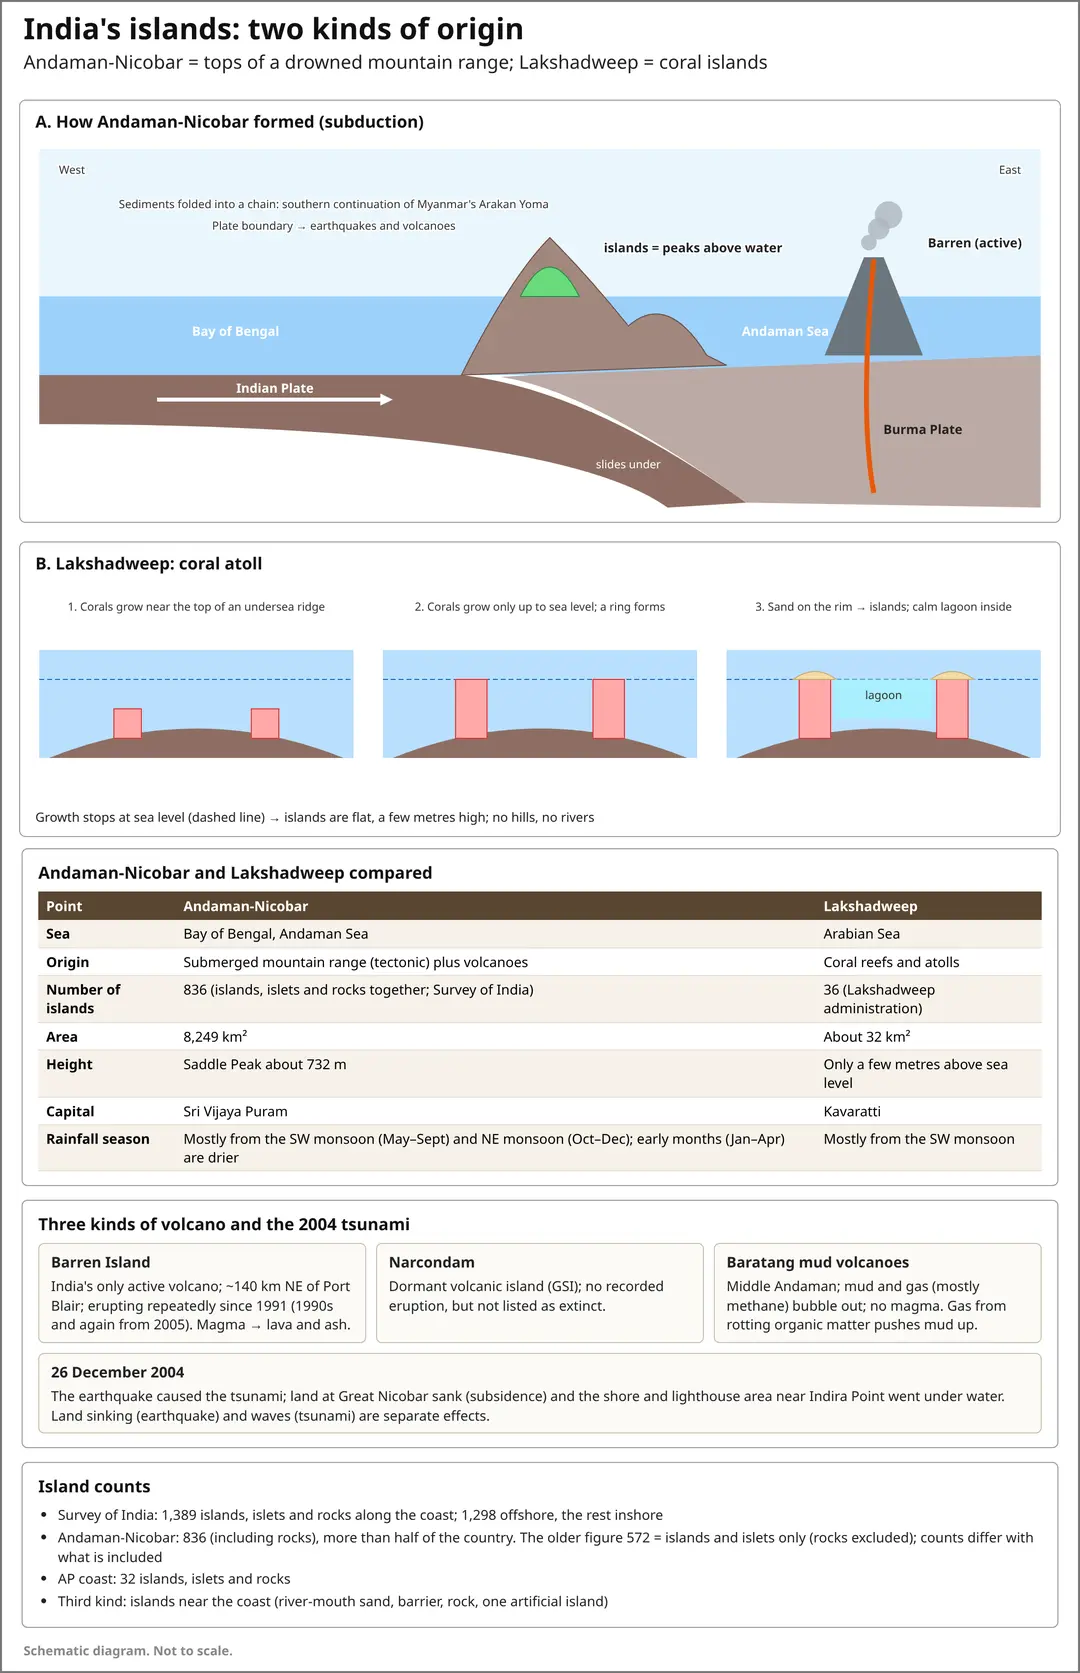 India's islands: two kinds of origin
Andaman-Nicobar = tops of a drowned mountain range; Lakshadweep = coral islands
A. How Andaman-Nicobar formed (subduction)
West
East
Sediments folded into a chain: southern continuation of Myanmar's Arakan Yoma
Plate boundary → earthquakes and volcanoes
islands = peaks above water
Barren (active)
Bay of Bengal
Andaman Sea
Indian Plate
Burma Plate
slides under
B. Lakshadweep: coral atoll
1. Corals grow near the top of an undersea ridge
2. Corals grow only up to sea level; a ring forms
3. Sand on the rim → islands; calm lagoon inside
lagoon
Growth stops at sea level (dashed line) → islands are flat, a few metres high; no hills, no rivers
Andaman-Nicobar and Lakshadweep compared
Point Andaman-Nicobar Lakshadweep
Sea Bay of Bengal, Andaman Sea Arabian Sea
Origin Submerged mountain range (tectonic) plus volcanoes Coral reefs and atolls
Number of 836 (islands, islets and rocks together; Survey of India) 36 (Lakshadweep
islands administration)
Area 8,249 km² About 32 km²
Height Saddle Peak about 732 m Only a few metres above sea
level
Capital Sri Vijaya Puram Kavaratti
Rainfall season Mostly from the SW monsoon (May–Sept) and NE monsoon (Oct–Dec); early months (Jan–Apr) Mostly from the SW monsoon
are drier
Three kinds of volcano and the 2004 tsunami
Barren Island
India's only active volcano; ~140 km NE of Port
Blair; erupting repeatedly since 1991 (1990s
and again from 2005). Magma → lava and ash.
Narcondam
Dormant volcanic island (GSI); no recorded
eruption, but not listed as extinct.
Baratang mud volcanoes
Middle Andaman; mud and gas (mostly
methane) bubble out; no magma. Gas from
rotting organic matter pushes mud up.
26 December 2004
The earthquake caused the tsunami; land at Great Nicobar sank (subsidence) and the shore and lighthouse area near Indira Point went under water.
Land sinking (earthquake) and waves (tsunami) are separate effects.
Island counts
• Survey of India: 1,389 islands, islets and rocks along the coast; 1,298 offshore, the rest inshore
• Andaman-Nicobar: 836 (including rocks), more than half of the country. The older figure 572 = islands and islets only (rocks excluded); counts differ with
what is included
• AP coast: 32 islands, islets and rocks
• Third kind: islands near the coast (river-mouth sand, barrier, rock, one artificial island)
Schematic diagram. Not to scale.